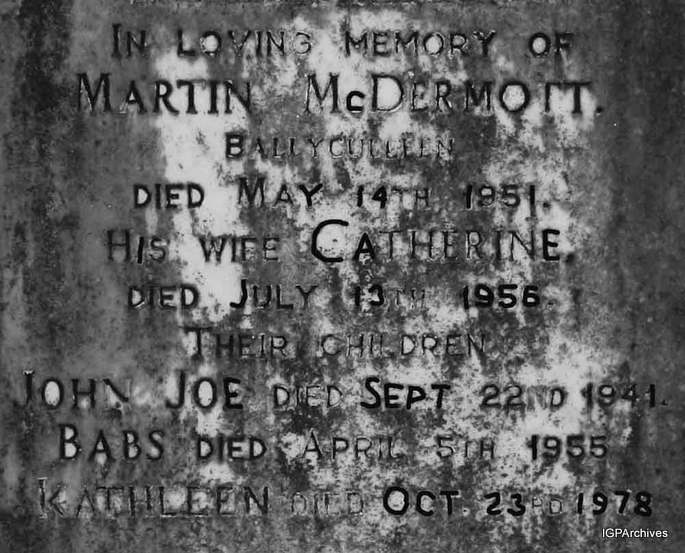 In Loving memory of
Martin McDermott.
Ballyculleen
died May 14th 1951.
His wife Catherine.
died July 13th 1956.
Their children
John Joe died Sept 22nd 1941.
Babs died April 5th 1955
Kathleen died Oct. 23rd 1978
IGPArchives